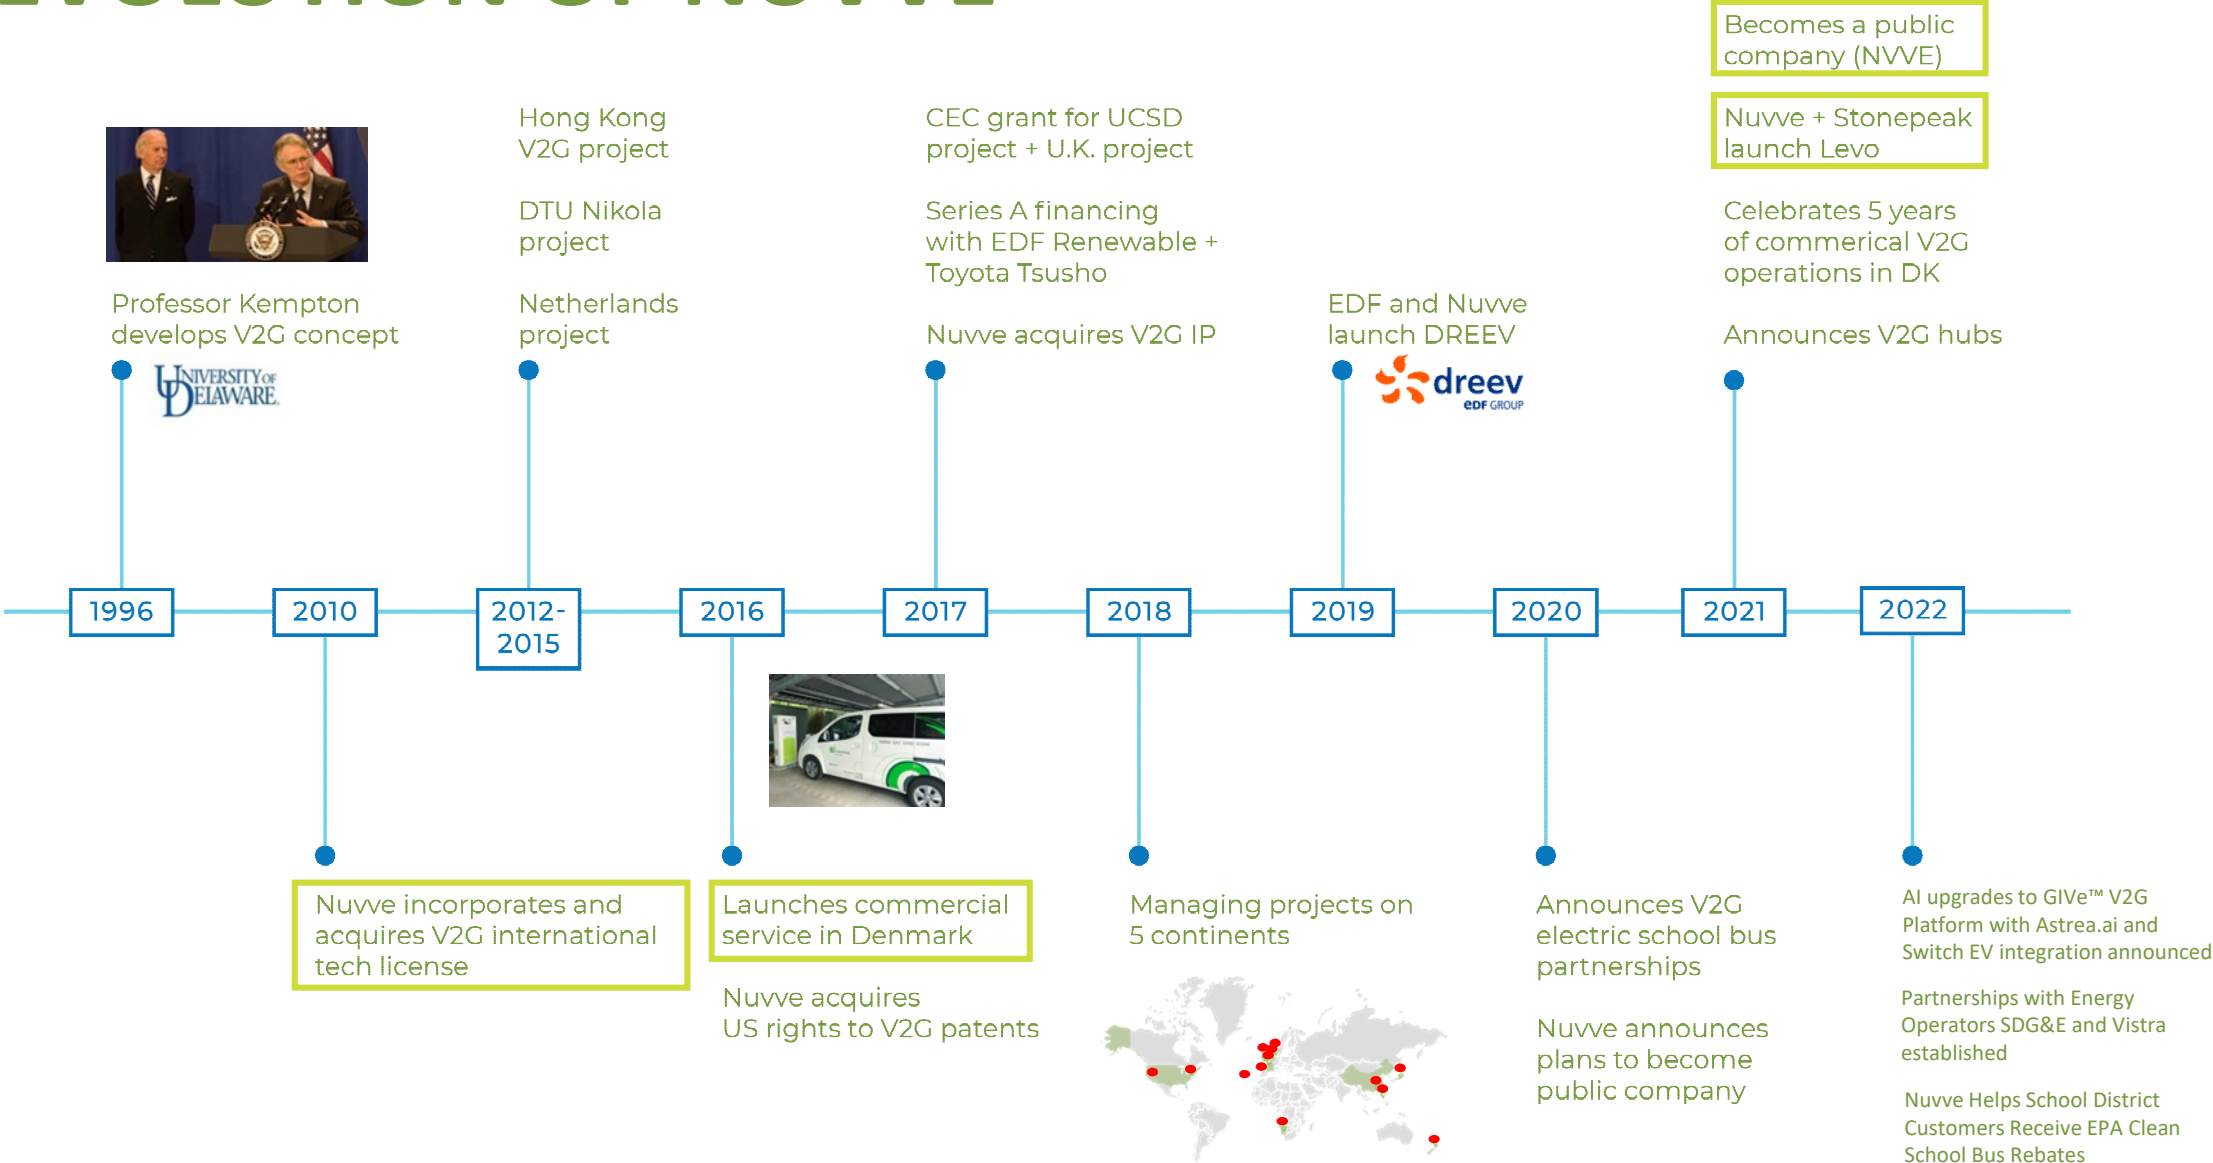 EVOLUTION OF NUVVE
Becomes a public
company (NVVE)
Nuvve + Stonepeak
launch Levo
Celebrates 5 years
of commerical V2G
operations in DK
Announces V2G hubs
Hong Kong
V2G project
DTU Nikola
project
Netherlands
project
CEC grant for UCSD
project + U.K. project
Series A financing
with EDF Renewable +
Toyota Tsusho
Nuvve acquires V2G IP
Professor Kempton
develops V2G concept
UNIVERSITY OF
DELAWARE.
EDF and Nuvve
launch DREEV
dreev
EDF GROUP
1996
2010
2012-
2015
2016
2017
2018
2019
2020
2021
2022
Nuvve incorporates and
acquires V2G international
tech license
Launches commercial
service in Denmark
Nuvve acquires
US rights to V2G patents
Managing projects on
5 continents
Announces V2G
electric school bus
partnerships
Nuvve announces
plans to become
public company
AI upgrades to GIVe™ V2G
Platform with Astrea.ai and
Switch EV integration announced
Partnerships with Energy
Operators SDG&E and Vistra
established
Nuvve Helps School District
Customers Receive EPA Clean
School Bus Rebates